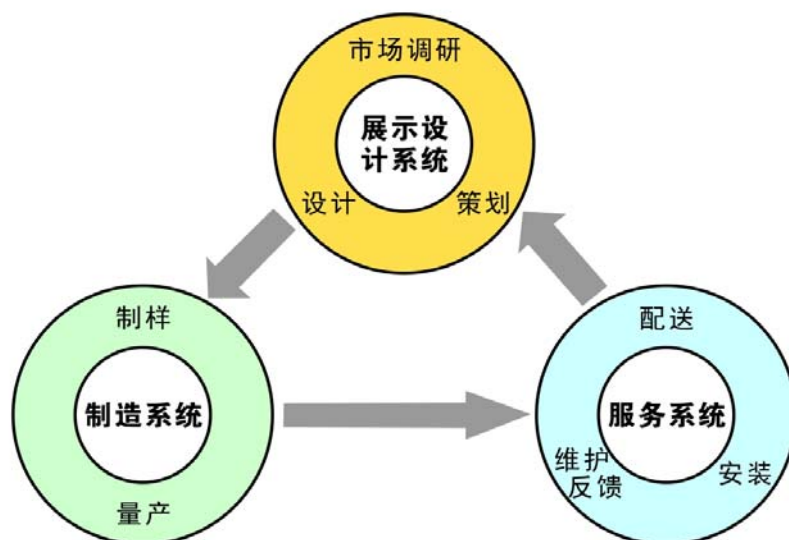 市场调研
展示设
计系统
设计
策划
制样
制造系统
量产
配送
服务系统
维护
反馈
安装